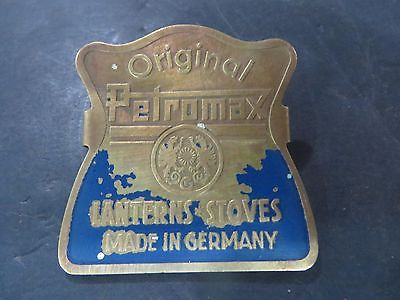 Original
Petromax
LANTERNS-STOVES
MADE IN GERMANY